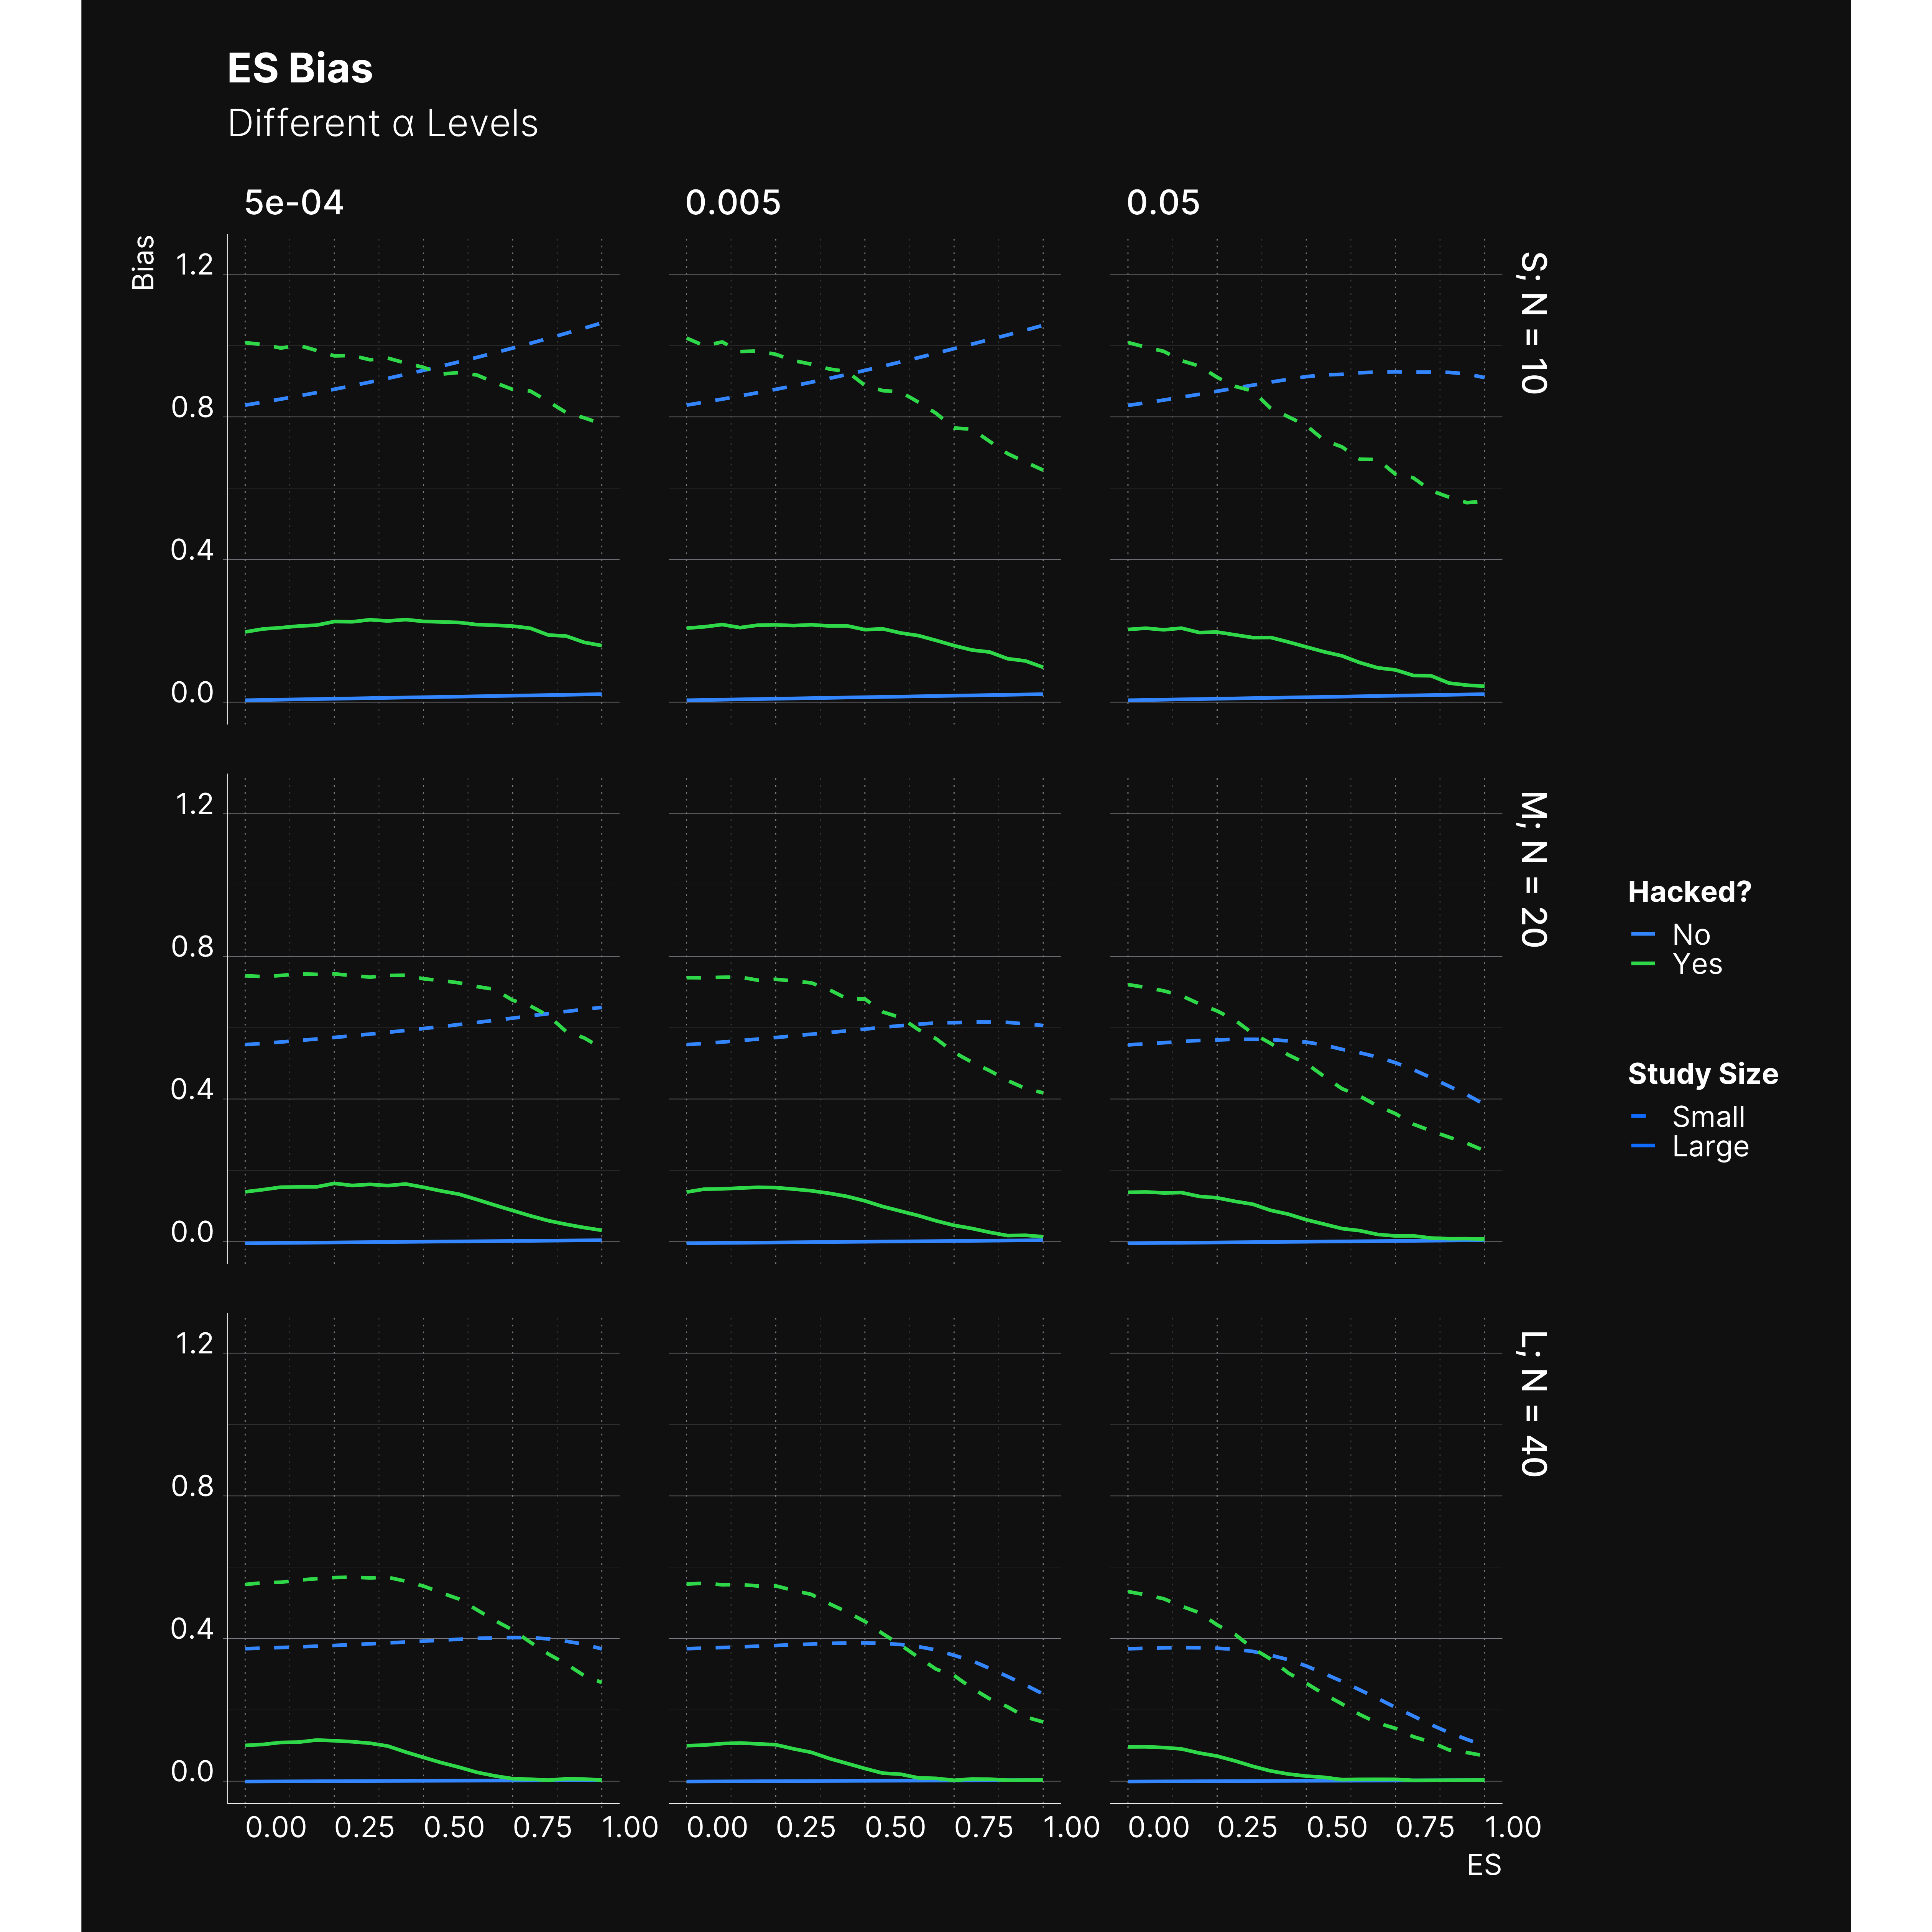 ES Bias
Different α Levels
5e-04
0.005
0.05
Bias
1.2
0.8
0.4
0.0
S; N = 10
1.2
0.8
0.4
0.0
M; N = 20
Hacked?
No
Yes
Study Size
Small
Large
1.2
0.8
0.4
0.0
L; N = 40
0.00 0.25 0.50 0.75 1.00
0.00 0.25 0.50 0.75 1.00
0.00 0.25 0.50 0.75 1.00
ES